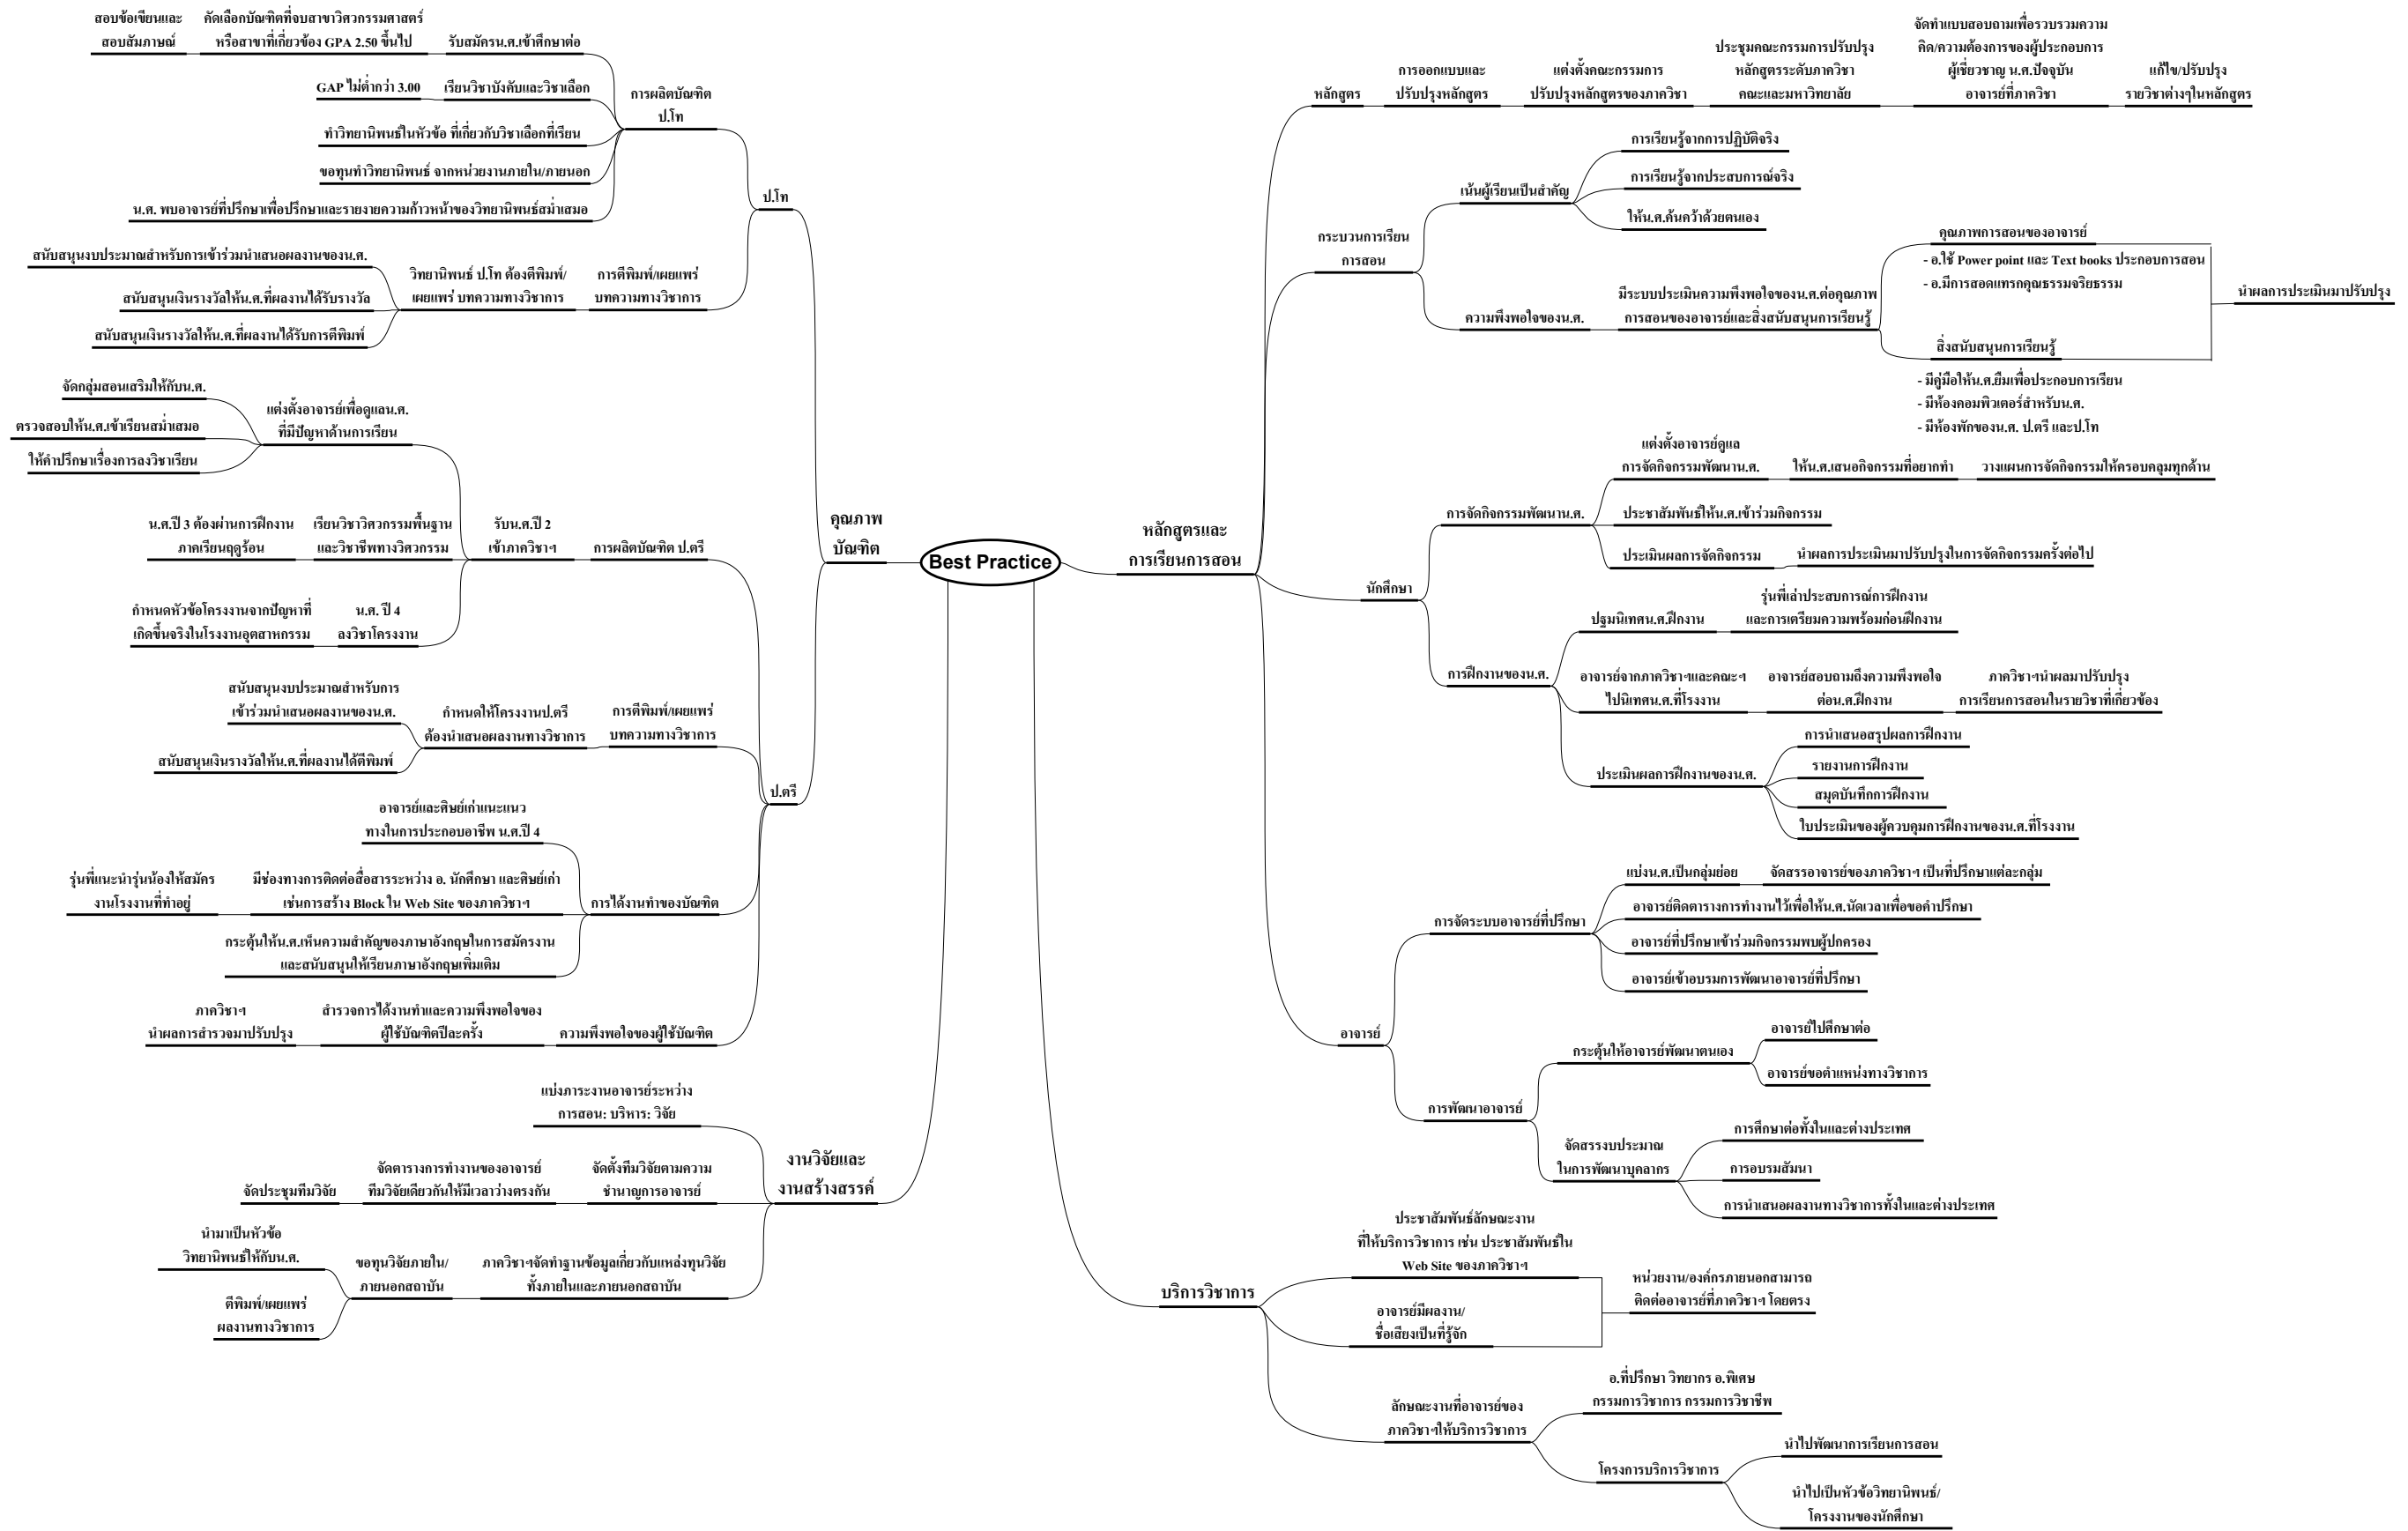 Best Practice
คุณภาพ
บัณฑิต
ป.โท
การผลิตบัณฑิต
ป.โท
รับสมัครน.ศ.เข้าศึกษาต่อ
คัดเลือกบัณฑิตที่จบสาขาวิศวกรรมศาสตร์
หรือสาขาที่เกี่ยวข้อง GPA 2.50 ขึ้นไป
สอบข้อเขียนและ
สอบสัมภาษณ์
เรียนวิชาบังคับและวิชาเลือก
GAP ไม่ต่ำกว่า 3.00
ทำวิทยานิพนธ์ในหัวข้อ ที่เกี่ยวกับวิชาเลือกที่เรียน
ขอทุนทำวิทยานิพนธ์ จากหน่วยงานภายใน/ภายนอก
น.ศ. พบอาจารย์ที่ปรึกษาเพื่อปรึกษาและรายงายความก้าวหน้าของวิทยานิพนธ์สม่ำเสมอ
การตีพิมพ์/เผยแพร่
บทความทางวิชาการ
วิทยานิพนธ์ ป.โท ต้องตีพิมพ์/
เผยแพร่ บทความทางวิชาการ
สนับสนุนงบประมาณสำหรับการเข้าร่วมนำเสนอผลงานของน.ศ.
สนับสนุนเงินรางวัลให้น.ศ.ที่ผลงานได้รับรางวัล
สนับสนุนเงินรางวัลให้น.ศ.ที่ผลงานได้รับการตีพิมพ์
ป.ตรี
การผลิตบัณฑิต ป.ตรี
รับน.ศ.ปี 2
เข้าภาควิชาฯ
แต่งตั้งอาจารย์เพื่อดูแลน.ศ.
ที่มีปัญหาด้านการเรียน
จัดกลุ่มสอนเสริมให้กับน.ศ.
ตรวจสอบให้น.ศ.เข้าเรียนสม่ำเสมอ
ให้คำปรึกษาเรื่องการลงวิชาเรียน
เรียนวิชาวิศวกรรมพื้นฐาน
และวิชาชีพทางวิศวกรรม
น.ศ.ปี 3 ต้องผ่านการฝึกงาน
ภาคเรียนฤดูร้อน
น.ศ. ปี 4
ลงวิชาโครงงาน
กำหนดหัวข้อโครงงานจากปัญหาที่
เกิดขึ้นจริงในโรงงานอุตสาหกรรม
การตีพิมพ์/เผยแพร่
บทความทางวิชาการ
กำหนดให้โครงงานป.ตรี
ต้องนำเสนอผลงานทางวิชาการ
สนับสนุนงบประมาณสำหรับการ
เข้าร่วมนำเสนอผลงานของน.ศ.
สนับสนุนเงินรางวัลให้น.ศ.ที่ผลงานได้ตีพิมพ์
การได้งานทำของบัณฑิต
อาจารย์และศิษย์เก่าแนะแนว
ทางในการประกอบอาชีพ น.ศ.ปี 4
มีช่องทางการติดต่อสื่อสารระหว่าง อ. นักศึกษา และศิษย์เก่า
เช่นการสร้าง Block ใน Web Site ของภาควิชาฯ
รุ่นพี่แนะนำรุ่นน้องให้สมัคร
งานโรงงานที่ทำอยู่
กระตุ้นให้น.ศ.เห็นความสำคัญของภาษาอังกฤษในการสมัครงาน
และสนับสนุนให้เรียนภาษาอังกฤษเพิ่มเติม
ความพึงพอใจของผู้ใช้บัณฑิต
สำรวจการได้งานทำและความพึงพอใจของ
ผู้ใช้บัณฑิตปีละครั้ง
ภาควิชาฯ
นำผลการสำรวจมาปรับปรุง
งานวิจัยและ
งานสร้างสรรค์
แบ่งภาระงานอาจารย์ระหว่าง
การสอน: บริหาร: วิจัย
จัดตั้งทีมวิจัยตามความ
ชำนาญการอาจารย์
จัดตารางการทำงานของอาจารย์
ทีมวิจัยเดียวกันให้มีเวลาว่างตรงกัน
จัดประชุมทีมวิจัย
ภาควิชาฯจัดทำฐานข้อมูลเกี่ยวกับแหล่งทุนวิจัย
ทั้งภายในและภายนอกสถาบัน
ขอทุนวิจัยภายใน/
ภายนอกสถาบัน
นำมาเป็นหัวข้อ
วิทยานิพนธ์ให้กับน.ศ.
ตีพิมพ์/เผยแพร่
ผลงานทางวิชาการ
หลักสูตรและ
การเรียนการสอน
หลักสูตร
การออกแบบและ
ปรับปรุงหลักสูตร
แต่งตั้งคณะกรรมการ
ปรับปรุงหลักสูตรของภาควิชา
ประชุมคณะกรรมการปรับปรุง
หลักสูตรระดับภาควิชา
คณะและมหาวิทยาลัย
จัดทำแบบสอบถามเพื่อรวบรวมความ
คิด/ความต้องการของผู้ประกอบการ
ผู้เชี่ยวชาญ น.ศ.ปัจจุบัน
อาจารย์ที่ภาควิชา
แก้ไข/ปรับปรุง
รายวิชาต่างๆในหลักสูตร
กระบวนการเรียน
การสอน
เน้นผู้เรียนเป็นสำคัญ
การเรียนรู้จากการปฏิบัติจริง
การเรียนรู้จากประสบการณ์จริง
ให้น.ศ.ค้นคว้าด้วยตนเอง
ความพึงพอใจของน.ศ.
มีระบบประเมินความพึงพอใจของน.ศ.ต่อคุณภาพ
การสอนของอาจารย์และสิ่งสนับสนุนการเรียนรู้
คุณภาพการสอนของอาจารย์
- อ.ใช้ Power point และ Text books ประกอบการสอน
- อ.มีการสอดแทรกคุณธรรมจริยธรรม
สิ่งสนับสนุนการเรียนรู้
- มีคู่มือให้น.ศ.ยืมเพื่อประกอบการเรียน
- มีห้องคอมพิวเตอร์สำหรับน.ศ.
- มีห้องพักของน.ศ. ป.ตรี และป.โท
นำผลการประเมินมาปรับปรุง
นักศึกษา
การจัดกิจกรรมพัฒนาน.ศ.
แต่งตั้งอาจารย์ดูแล
การจัดกิจกรรมพัฒนาน.ศ.
ให้น.ศ.เสนอกิจกรรมที่อยากทำ
วางแผนการจัดกิจกรรมให้ครอบคลุมทุกด้าน
ประชาสัมพันธ์ให้น.ศ.เข้าร่วมกิจกรรม
ประเมินผลการจัดกิจกรรม
นำผลการประเมินมาปรับปรุงในการจัดกิจกรรมครั้งต่อไป
การฝึกงานของน.ศ.
ปฐมนิเทศน.ศ.ฝึกงาน
รุ่นพี่เล่าประสบการณ์การฝึกงาน
และการเตรียมความพร้อมก่อนฝึกงาน
อาจารย์จากภาควิชาฯและคณะฯ
ไปนิเทศน.ศ.ที่โรงงาน
อาจารย์สอบถามถึงความพึงพอใจ
ต่อน.ศ.ฝึกงาน
ภาควิชาฯนำผลมาปรับปรุง
การเรียนการสอนในรายวิชาที่เกี่ยวข้อง
ประเมินผลการฝึกงานของน.ศ.
การนำเสนอสรุปผลการฝึกงาน
รายงานการฝึกงาน
สมุดบันทึกการฝึกงาน
ใบประเมินของผู้ควบคุมการฝึกงานของน.ศ.ที่โรงงาน
อาจารย์
การจัดระบบอาจารย์ที่ปรึกษา
แบ่งน.ศ.เป็นกลุ่มย่อย
จัดสรรอาจารย์ของภาควิชาฯ เป็นที่ปรึกษาแต่ละกลุ่ม
อาจารย์ติดตารางการทำงานไว้เพื่อให้น.ศ.นัดเวลาเพื่อขอคำปรึกษา
อาจารย์ที่ปรึกษาเข้าร่วมกิจกรรมพบผู้ปกครอง
อาจารย์เข้าอบรมการพัฒนาอาจารย์ที่ปรึกษา
การพัฒนาอาจารย์
กระตุ้นให้อาจารย์พัฒนาตนเอง
อาจารย์ไปศึกษาต่อ
อาจารย์ขอตำแหน่งทางวิชาการ
จัดสรรงบประมาณ
ในการพัฒนาบุคลากร
การศึกษาต่อทั้งในและต่างประเทศ
การอบรมสัมนา
การนำเสนอผลงานทางวิชาการทั้งในและต่างประเทศ
บริการวิชาการ
ประชาสัมพันธ์ลักษณะงาน
ที่ให้บริการวิชาการ เช่น ประชาสัมพันธ์ใน
Web Site ของภาควิชาฯ
อาจารย์มีผลงาน/
ชื่อเสียงเป็นที่รู้จัก
หน่วยงาน/องค์กรภายนอกสามารถ
ติดต่ออาจารย์ที่ภาควิชาฯ โดยตรง
ลักษณะงานที่อาจารย์ของ
ภาควิชาฯให้บริการวิชาการ
อ.ที่ปรึกษา วิทยากร อ.พิเศษ
กรรมการวิชาการ กรรมการวิชาชีพ
โครงการบริการวิชาการ
นำไปพัฒนาการเรียนการสอน
นำไปเป็นหัวข้อวิทยานิพนธ์/
โครงงานของนักศึกษา